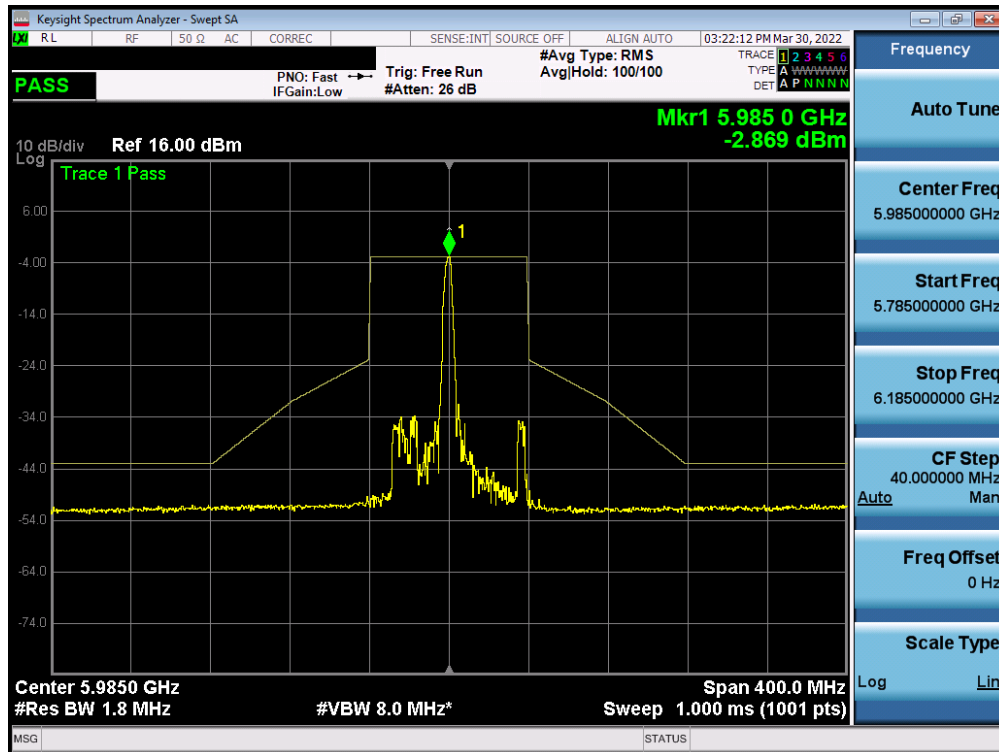 Keysight Spectrum Analyzer - Swept SA
LXI RL RF 50 Ω AC CORREC SENSE:INT SOURCE OFF ALIGN AUTO 03:22:12 PM Mar 30, 2022
PASS
PNO: Fast
IFGain:Low
Trig: Free Run
#Atten: 26 dB
#Avg Type: RMS
Avg|Hold: 100/100
TRACE 1 2 3 4 5 6
TYPE A WWWWW
DET A P N N N N
Mkr1 5.985 0 GHz
-2.869 dBm
10 dB/div Ref 16.00 dBm
Log
Trace 1 Pass
1
6.00
-4.00
-14.0
-24.0
-34.0
-44.0
-54.0
-64.0
-74.0
Center 5.9850 GHz Span 400.0 MHz
#Res BW 1.8 MHz #VBW 8.0 MHz* Sweep 1.000 ms (1001 pts)
MSG STATUS
Frequency
Auto Tune
Center Freq
5.985000000 GHz
Start Freq
5.785000000 GHz
Stop Freq
6.185000000 GHz
CF Step
40.000000 MHz
Auto Man
Freq Offset
0 Hz
Scale Type
Log Lin